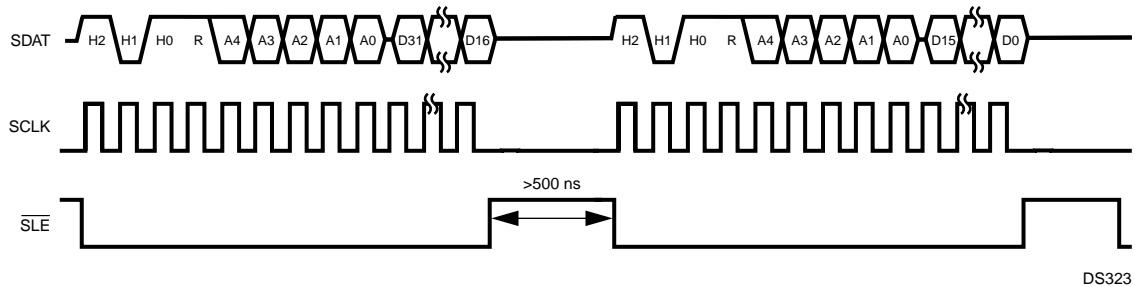 SDAT H2 H1 H0 R A4 A3 A2 A1 A0 D31 D16 H2 H1 H0 R A4 A3 A2 A1 A0 D15 D0
SCLK
>500 ns
SLE
DS323